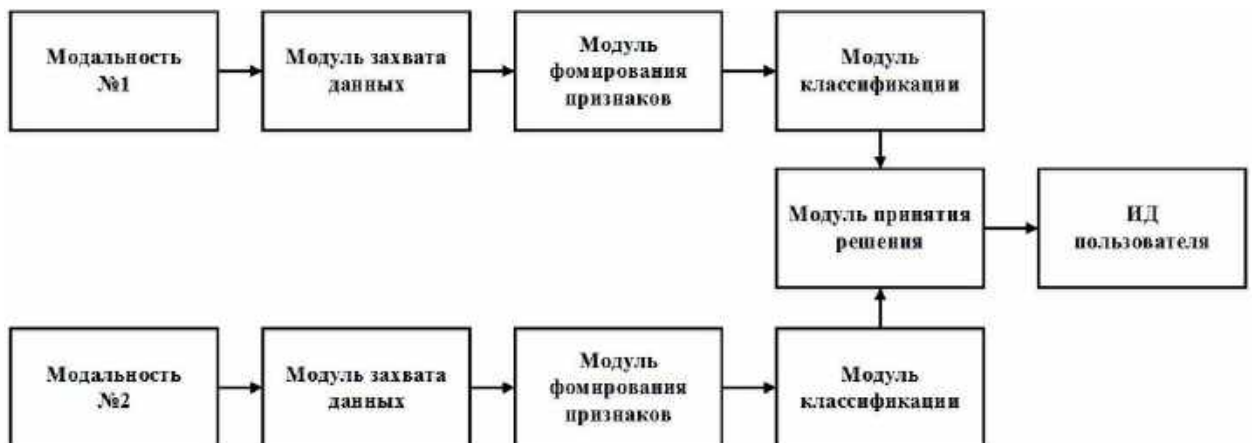 Модальность
№1
Модуль захвата
данных
Модуль
фомирования
признаков
Модуль
классификации
Модуль принятия
решения
ИД
пользователя
Модальность
№2
Модуль захвата
данных
Модуль
фомирования
признаков
Модуль
классификации